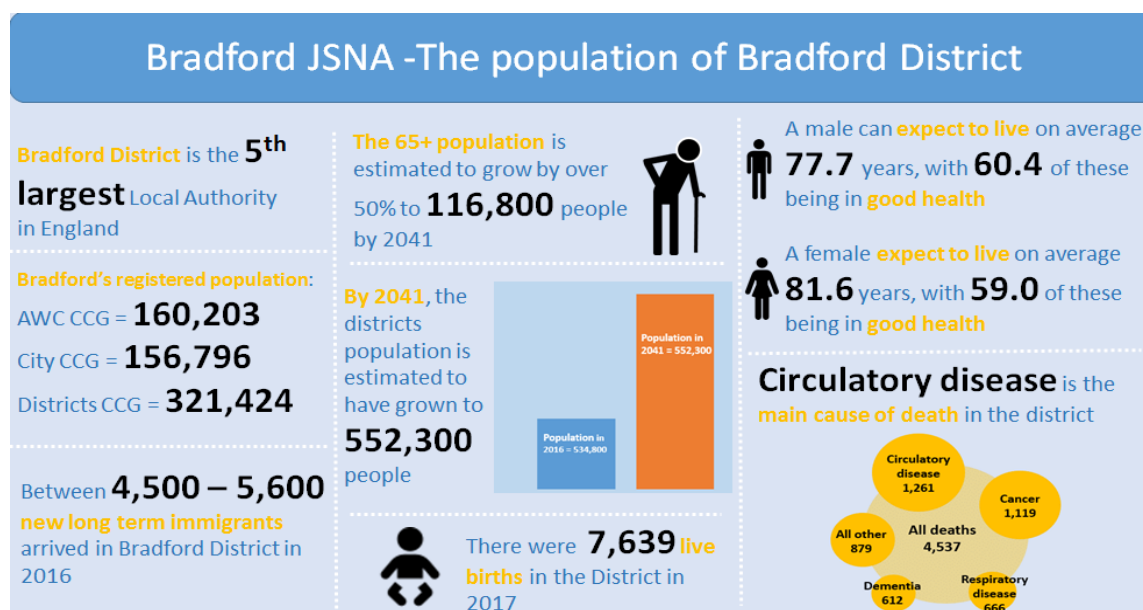 Bradford JSNA -The population of Bradford District
Bradford District is the 5th
largest Local Authority
in England
Bradford's registered population:
AWC CCG = 160,203
City CCG = 156,796
Districts CCG = 321,424
Between 4,500 – 5,600
new long term immigrants
arrived in Bradford District in
2016
The 65+ population is
estimated to grow by over
50% to 116,800 people
by 2041
By 2041, the
districts
population is
estimated to
have grown to
552,300
people
Population in
2016 = 534,800
Population in
2041 = 552,300
There were 7,639 live
births in the District in
2017
A male can expect to live on average
77.7 years, with 60.4 of these
being in good health
A female expect to live on average
81.6 years, with 59.0 of these
being in good health
Circulatory disease is the
main cause of death in the district
Circulatory
disease
1,261
Cancer
1,119
All other
879
All deaths
4,537
Dementia
612
Respiratory
disease
666